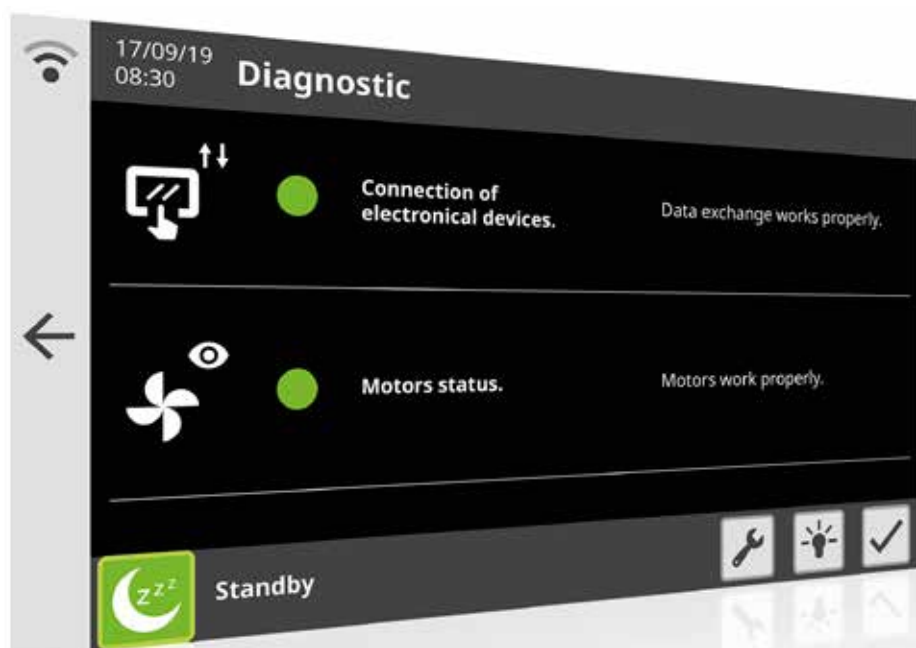 17/09/19
08:30
Diagnostic
Connection of
electronical devices.
Data exchange works properly.
Motors status.
Motors work properly.
zzz
Standby